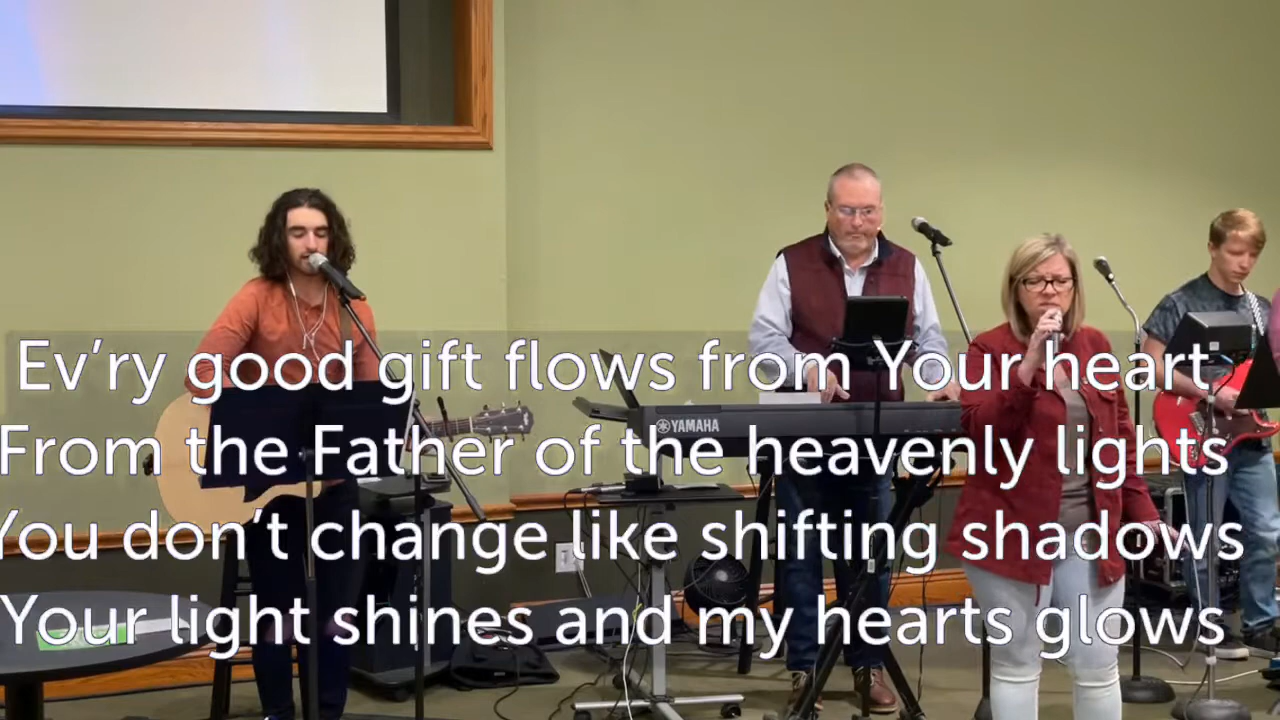 Ev'ry good gift flows from Your heart
From the Father of the heavenly lights
You don't change like shifting shadows
Your light shines and my hearts glows
YAMAHA